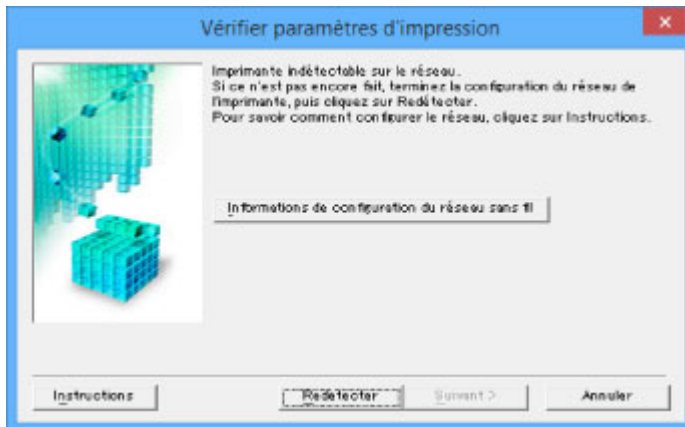 Vérifier paramètres d'impression
Imprimante indétectable sur le réseau.
Si ce n'est pas encore fait, terminez la configuration du réseau de
l'imprimante, puis cliquez sur Redétecter.
Pour savoir comment configurer le réseau, cliquez sur Instructions.
Informations de configuration du réseau sans fil
Instructions
Redétecter
Suivant >
Annuler